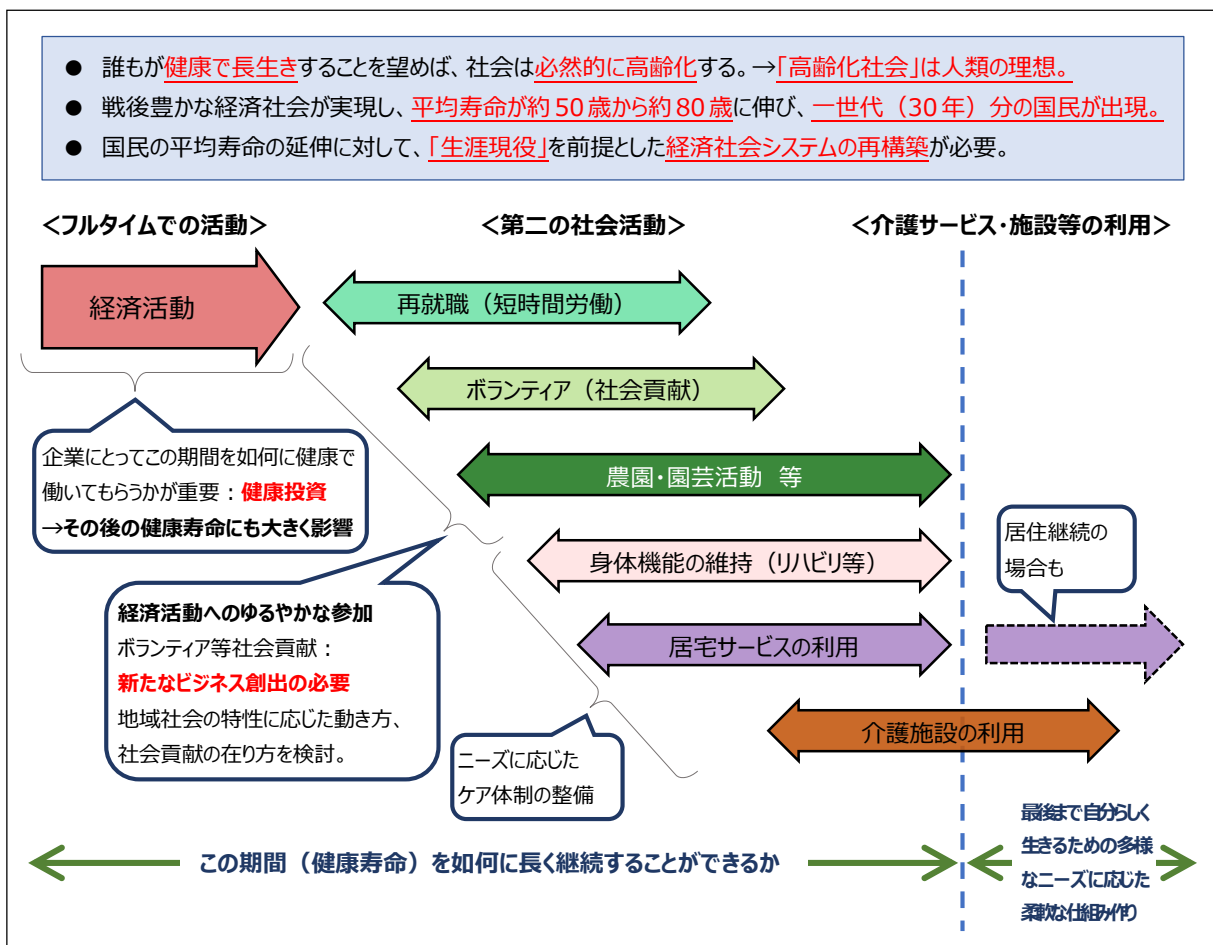 ● 誰もが健康で長生きすることを望めば、社会は必然的に高齢化する。→「高齢化社会」は人類の理想。
● 戦後豊かな経済社会が実現し、平均寿命が約50歳から約80歳に伸び、一世代（30年）分の国民が出現。
● 国民の平均寿命の延伸に対して、「生涯現役」を前提とした経済社会システムの再構築が必要。
＜フルタイムでの活動＞
＜第二の社会活動＞
＜介護サービス・施設等の利用＞
経済活動
再就職（短時間労働）
ボランティア（社会貢献）
企業にとってこの期間を如何に健康で
働いてもらうかが重要：健康投資
→その後の健康寿命にも大きく影響
農園・園芸活動　等
身体機能の維持（リハビリ等）
居住継続の
場合も
経済活動へのゆるやかな参加
ボランティア等社会貢献：
新たなビジネス創出の必要
地域社会の特性に応じた動き方、
社会貢献の在り方を検討。
居宅サービスの利用
介護施設の利用
ニーズに応じた
ケア体制の整備
この期間（健康寿命）を如何に長く継続することができるか
最後まで自分らしく
生きるための多様
なニーズに応じた
柔軟な仕組み作り